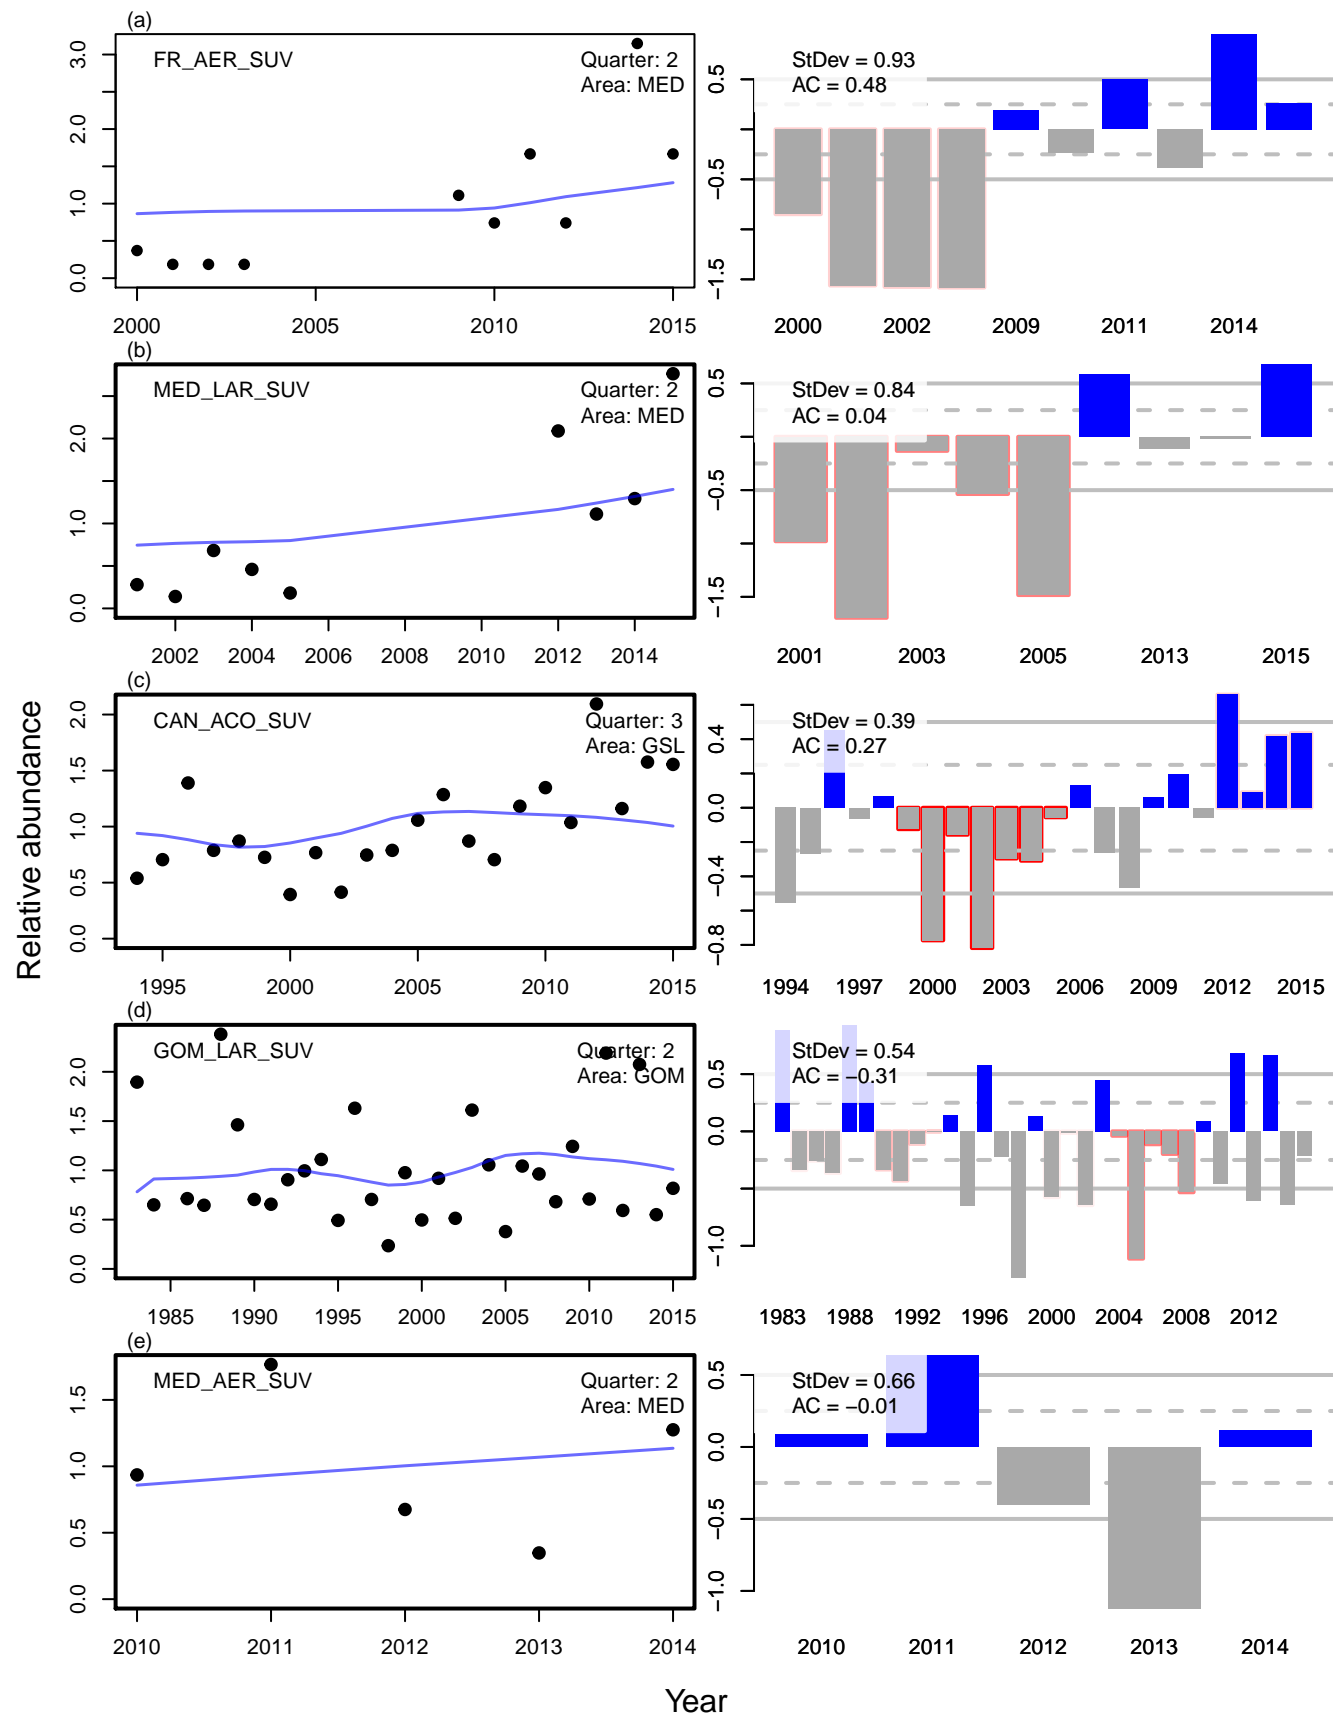 (a)
FR_AER_SUV
Quarter: 2
Area: MED
0.0 1.0 2.0 3.0
2000 2005 2010 2015
StDev = 0.93
AC = 0.48
−1.5 −0.5 0.5
2000 2002 2009 2011 2014
(b)
MED_LAR_SUV
Quarter: 2
Area: MED
0.0 1.0 2.0
2002 2004 2006 2008 2010 2012 2014
StDev = 0.84
AC = 0.04
−1.5 −0.5 0.5
2001 2003 2005 2013 2015
(c)
CAN_ACO_SUV
Quarter: 3
Area: GSL
0.0 0.5 1.0 1.5 2.0
1995 2000 2005 2010 2015
StDev = 0.39
AC = 0.27
−0.8 −0.4 0.0 0.4
1994 1997 2000 2003 2006 2009 2012 2015
(d)
GOM_LAR_SUV
Quarter: 2
Area: GOM
0.0 0.5 1.0 1.5 2.0
1985 1990 1995 2000 2005 2010 2015
StDev = 0.54
AC = −0.31
−1.0 0.0 0.5
1983 1988 1992 1996 2000 2004 2008 2012
(e)
MED_AER_SUV
Quarter: 2
Area: MED
0.0 0.5 1.0 1.5
2010 2011 2012 2013 2014
StDev = 0.66
AC = −0.01
−1.0 −0.5 0.0 0.5
2010 2011 2012 2013 2014
Relative abundance
Year